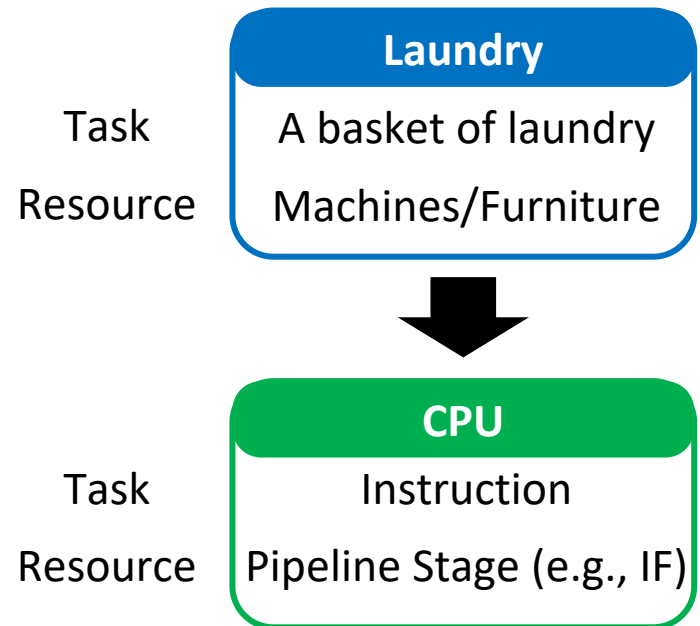 Laundry
Task A basket of laundry
Resource Machines/Furniture
CPU
Task Instruction
Resource Pipeline Stage (e.g., IF)